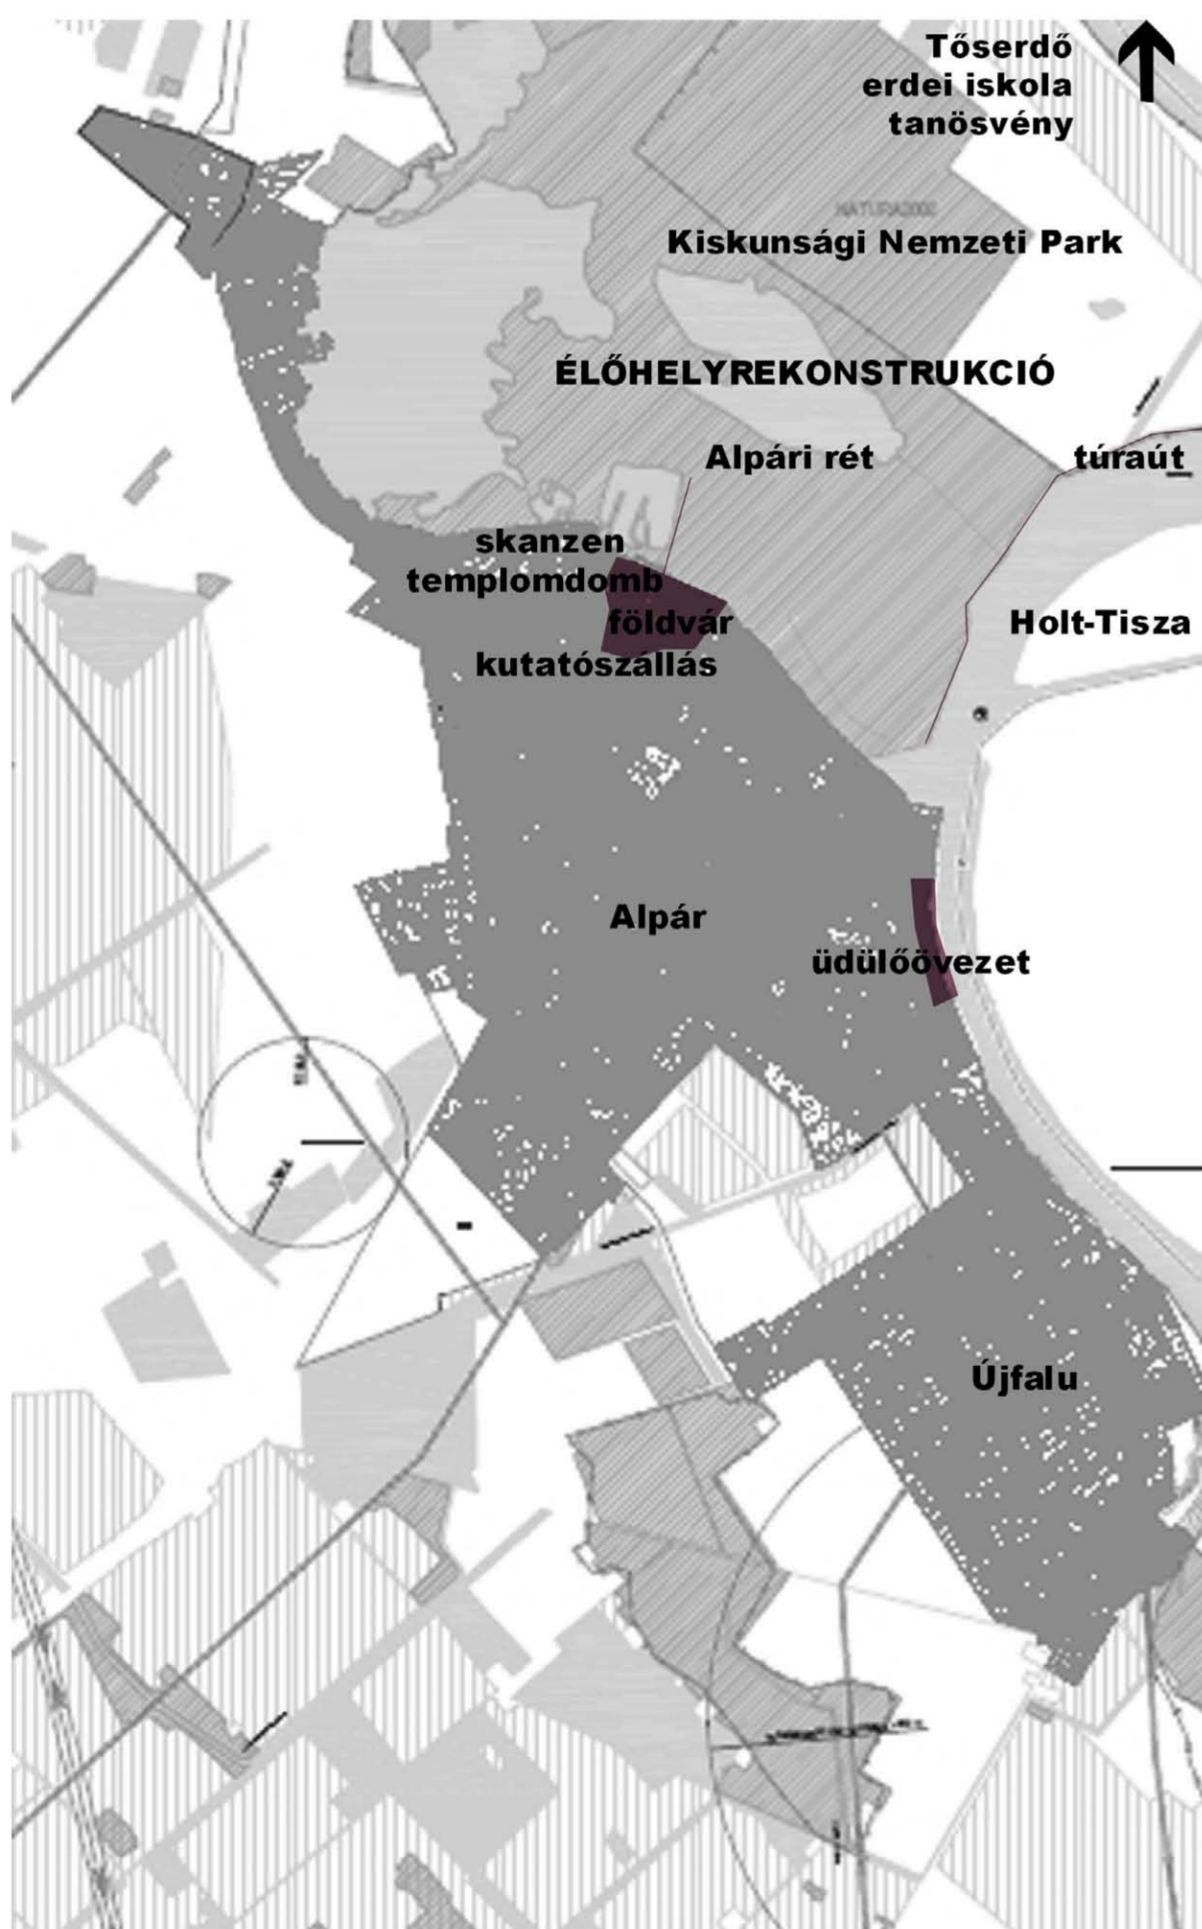 Tőserdő
erdei iskola
tanösvény
NATURA2000
Kiskunsági Nemzeti Park
ÉLŐHELYREKONSTRUKCIÓ
Alpári rét
túraút
skanzen
templomdomb
földvár
Holt-Tisza
kutatószállás
Alpár
üdülőövezet
Újfalu